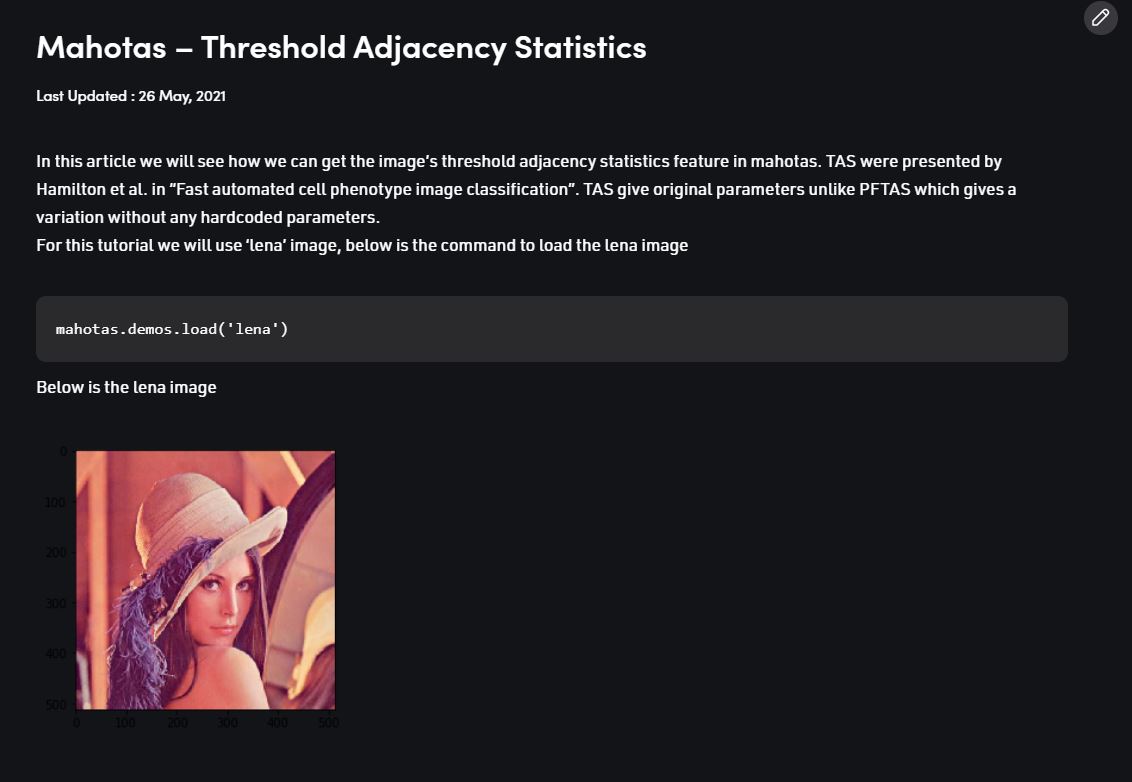 Mahotas – Threshold Adjacency Statistics
Last Updated : 26 May, 2021
In this article we will see how we can get the image’s threshold adjacency statistics feature in mahotas. TAS were presented by
Hamilton et al. in “Fast automated cell phenotype image classification”. TAS give original parameters unlike PFTAS which gives a
variation without any hardcoded parameters.
For this tutorial we will use ‘lena’ image, below is the command to load the lena image
mahotas.demos.load('lena')
Below is the lena image
0
100
200
300
400
500
0 100 200 300 400 500